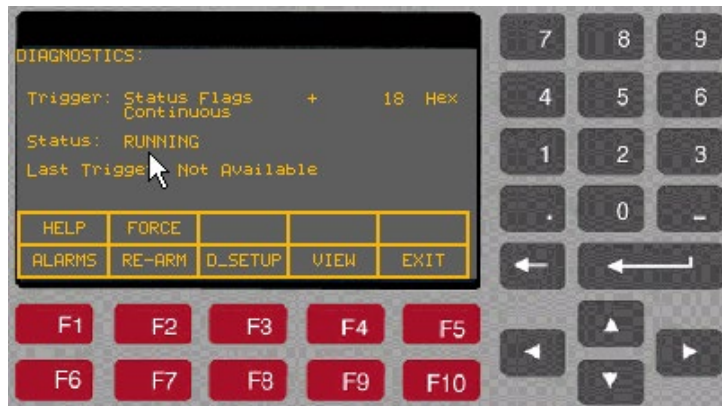 DIAGNOSTICS:
Trigger: Status Flags + 18 Hex
Continuous
Status: RUNNING
Last Trigge Not Available
HELP FORCE
ALARMS RE-ARM D_SETUP VIEW EXIT
F1 F2 F3 F4 F5
F6 F7 F8 F9 F10
7 8 9
4 5 6
1 2 3
. 0 -